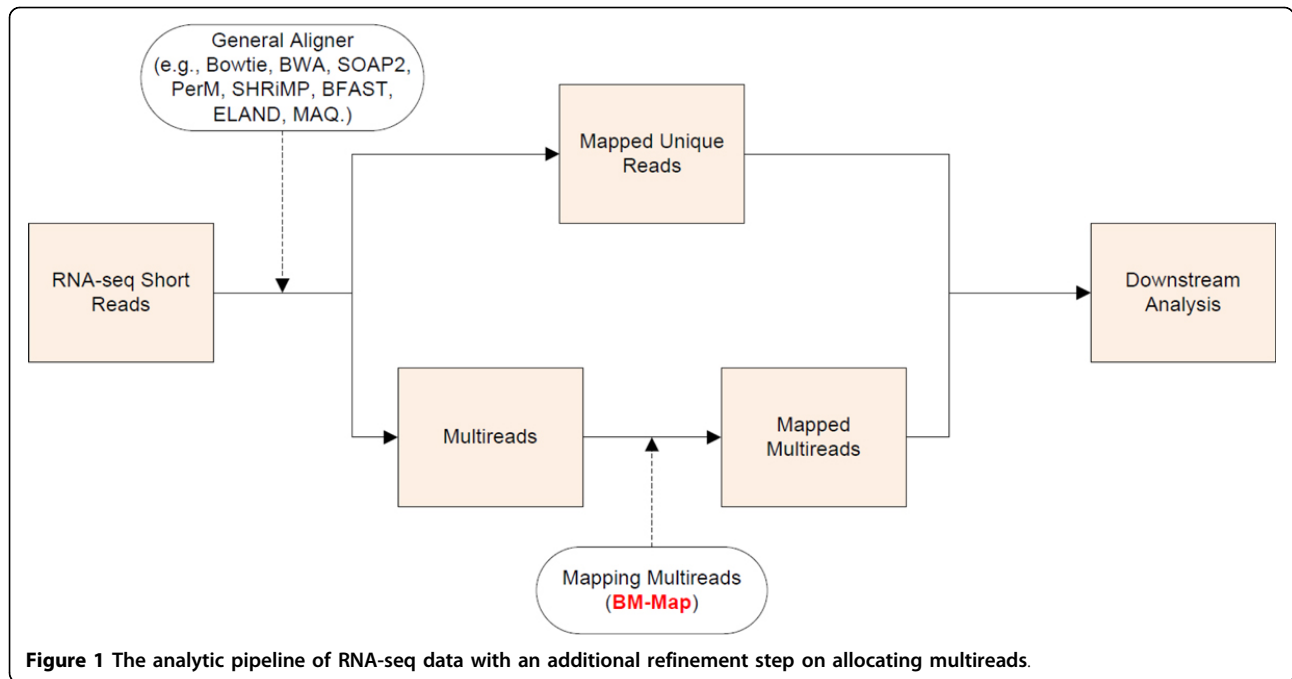 General Aligner
(e.g., Bowtie, BWA, SOAP2,
PerM, SHRiMP, BFAST,
ELAND, MAQ.)
Mapped Unique
Reads
RNA-seq Short
Reads
Downstream
Analysis
Multireads
Mapped
Multireads
Mapping Multireads
(BM-Map)
Figure 1 The analytic pipeline of RNA-seq data with an additional refinement step on allocating multireads.